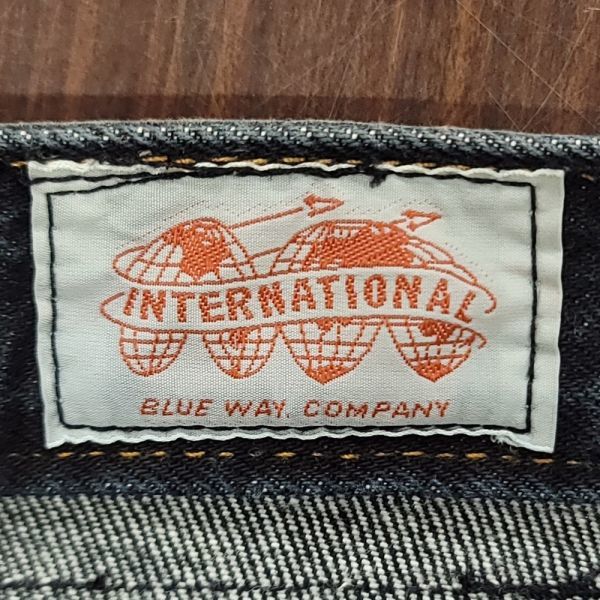 INTERNATIONAL
BLUE WAY. COMPANY